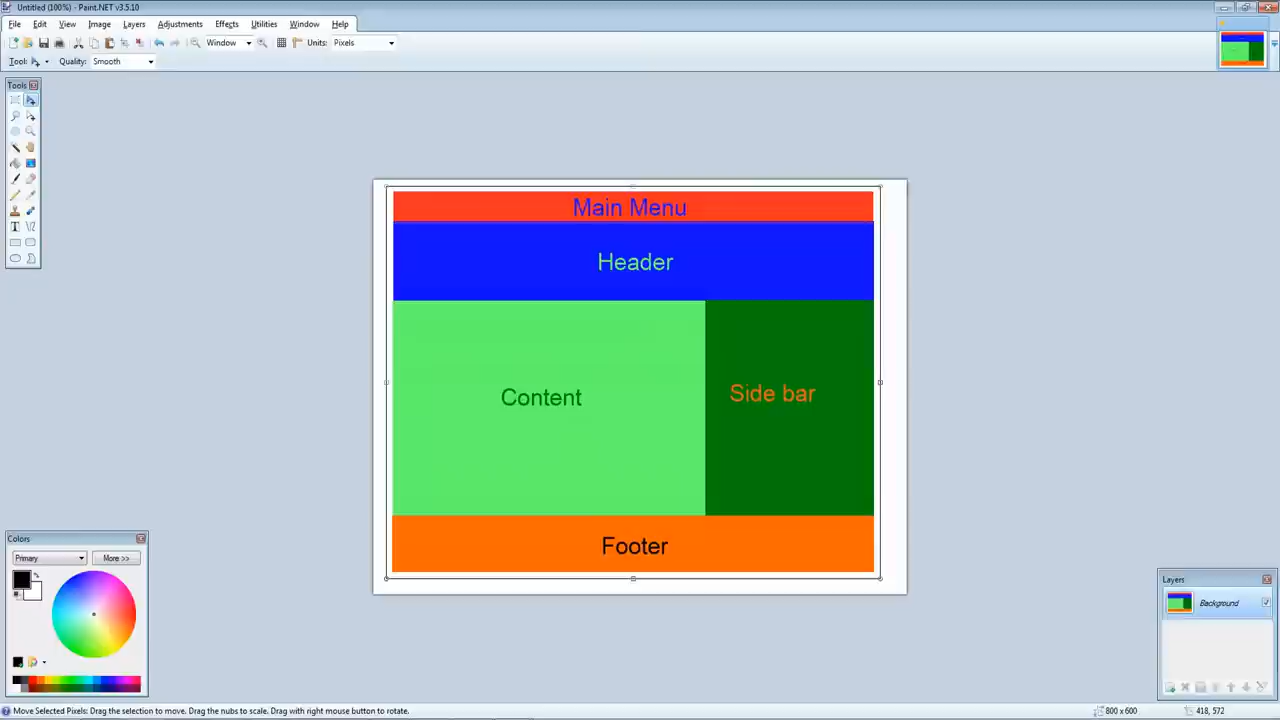 Untitled (100%) - Paint.NET v3.5.10
File Edit View Image Layers Adjustments Effects Utilities Window Help
Window Units: Pixels
Tool: Quality: Smooth
Tools
Main Menu
Header
Content
Side bar
Footer
Colors
Primary More >>
Layers
Background
Move Selected Pixels: Drag the selection to move. Drag the nubs to scale. Drag with right mouse button to rotate.
800 x 600
418, 572